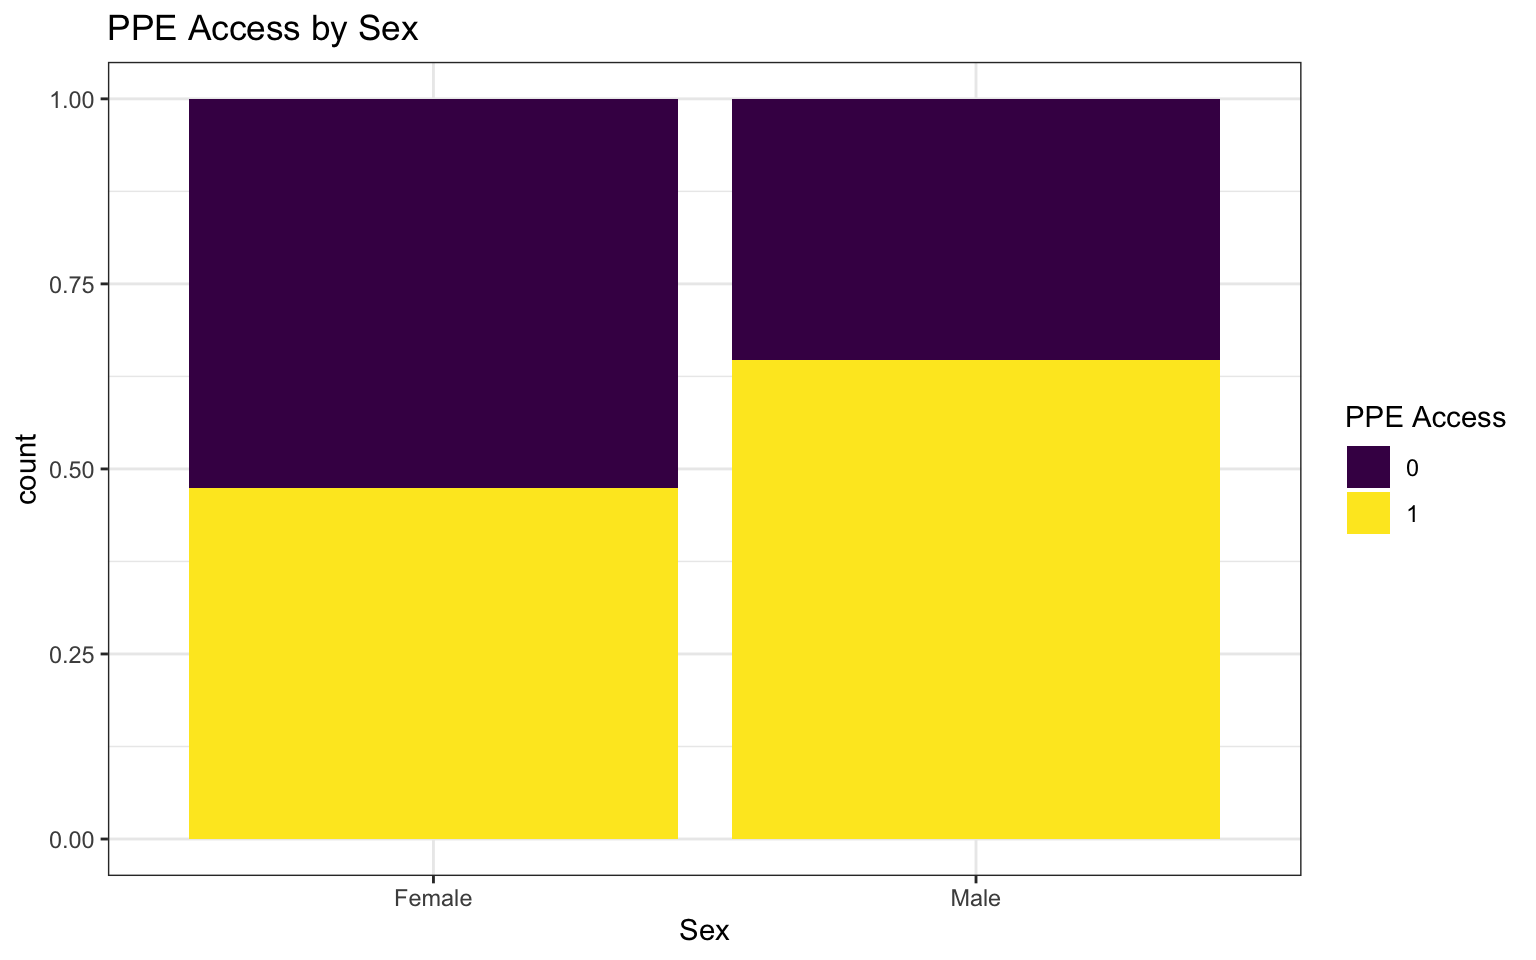 PPE Access by Sex
1.00
0.75
0.50
0.25
0.00
count
Female
Male
Sex
PPE Access
0
1